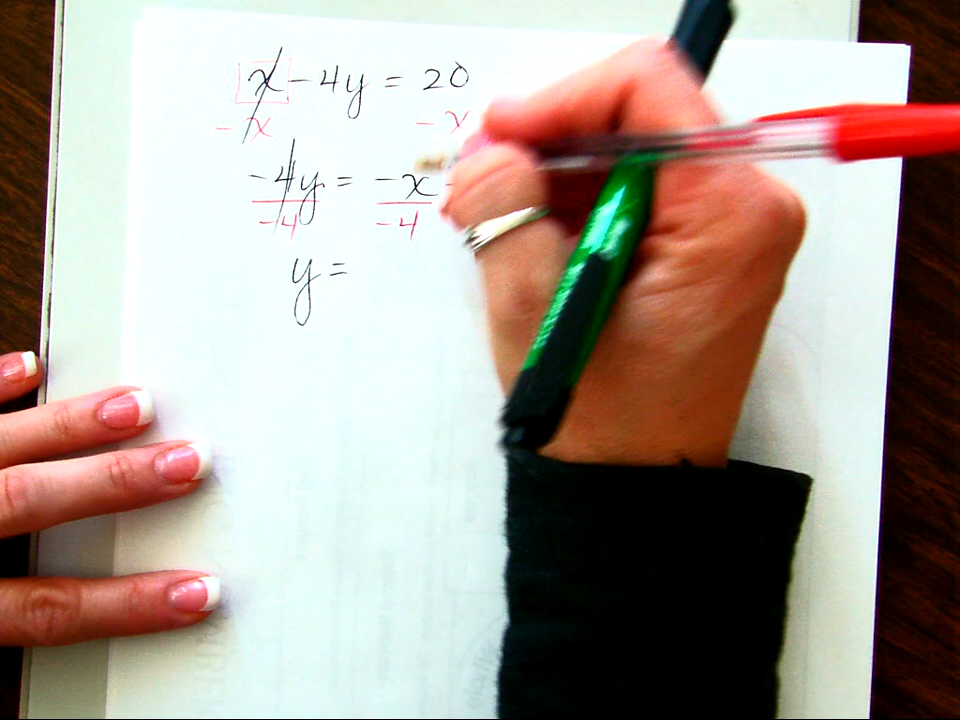 x - 4y = 20
- x - x
-4y = -x
-4 -4
y =